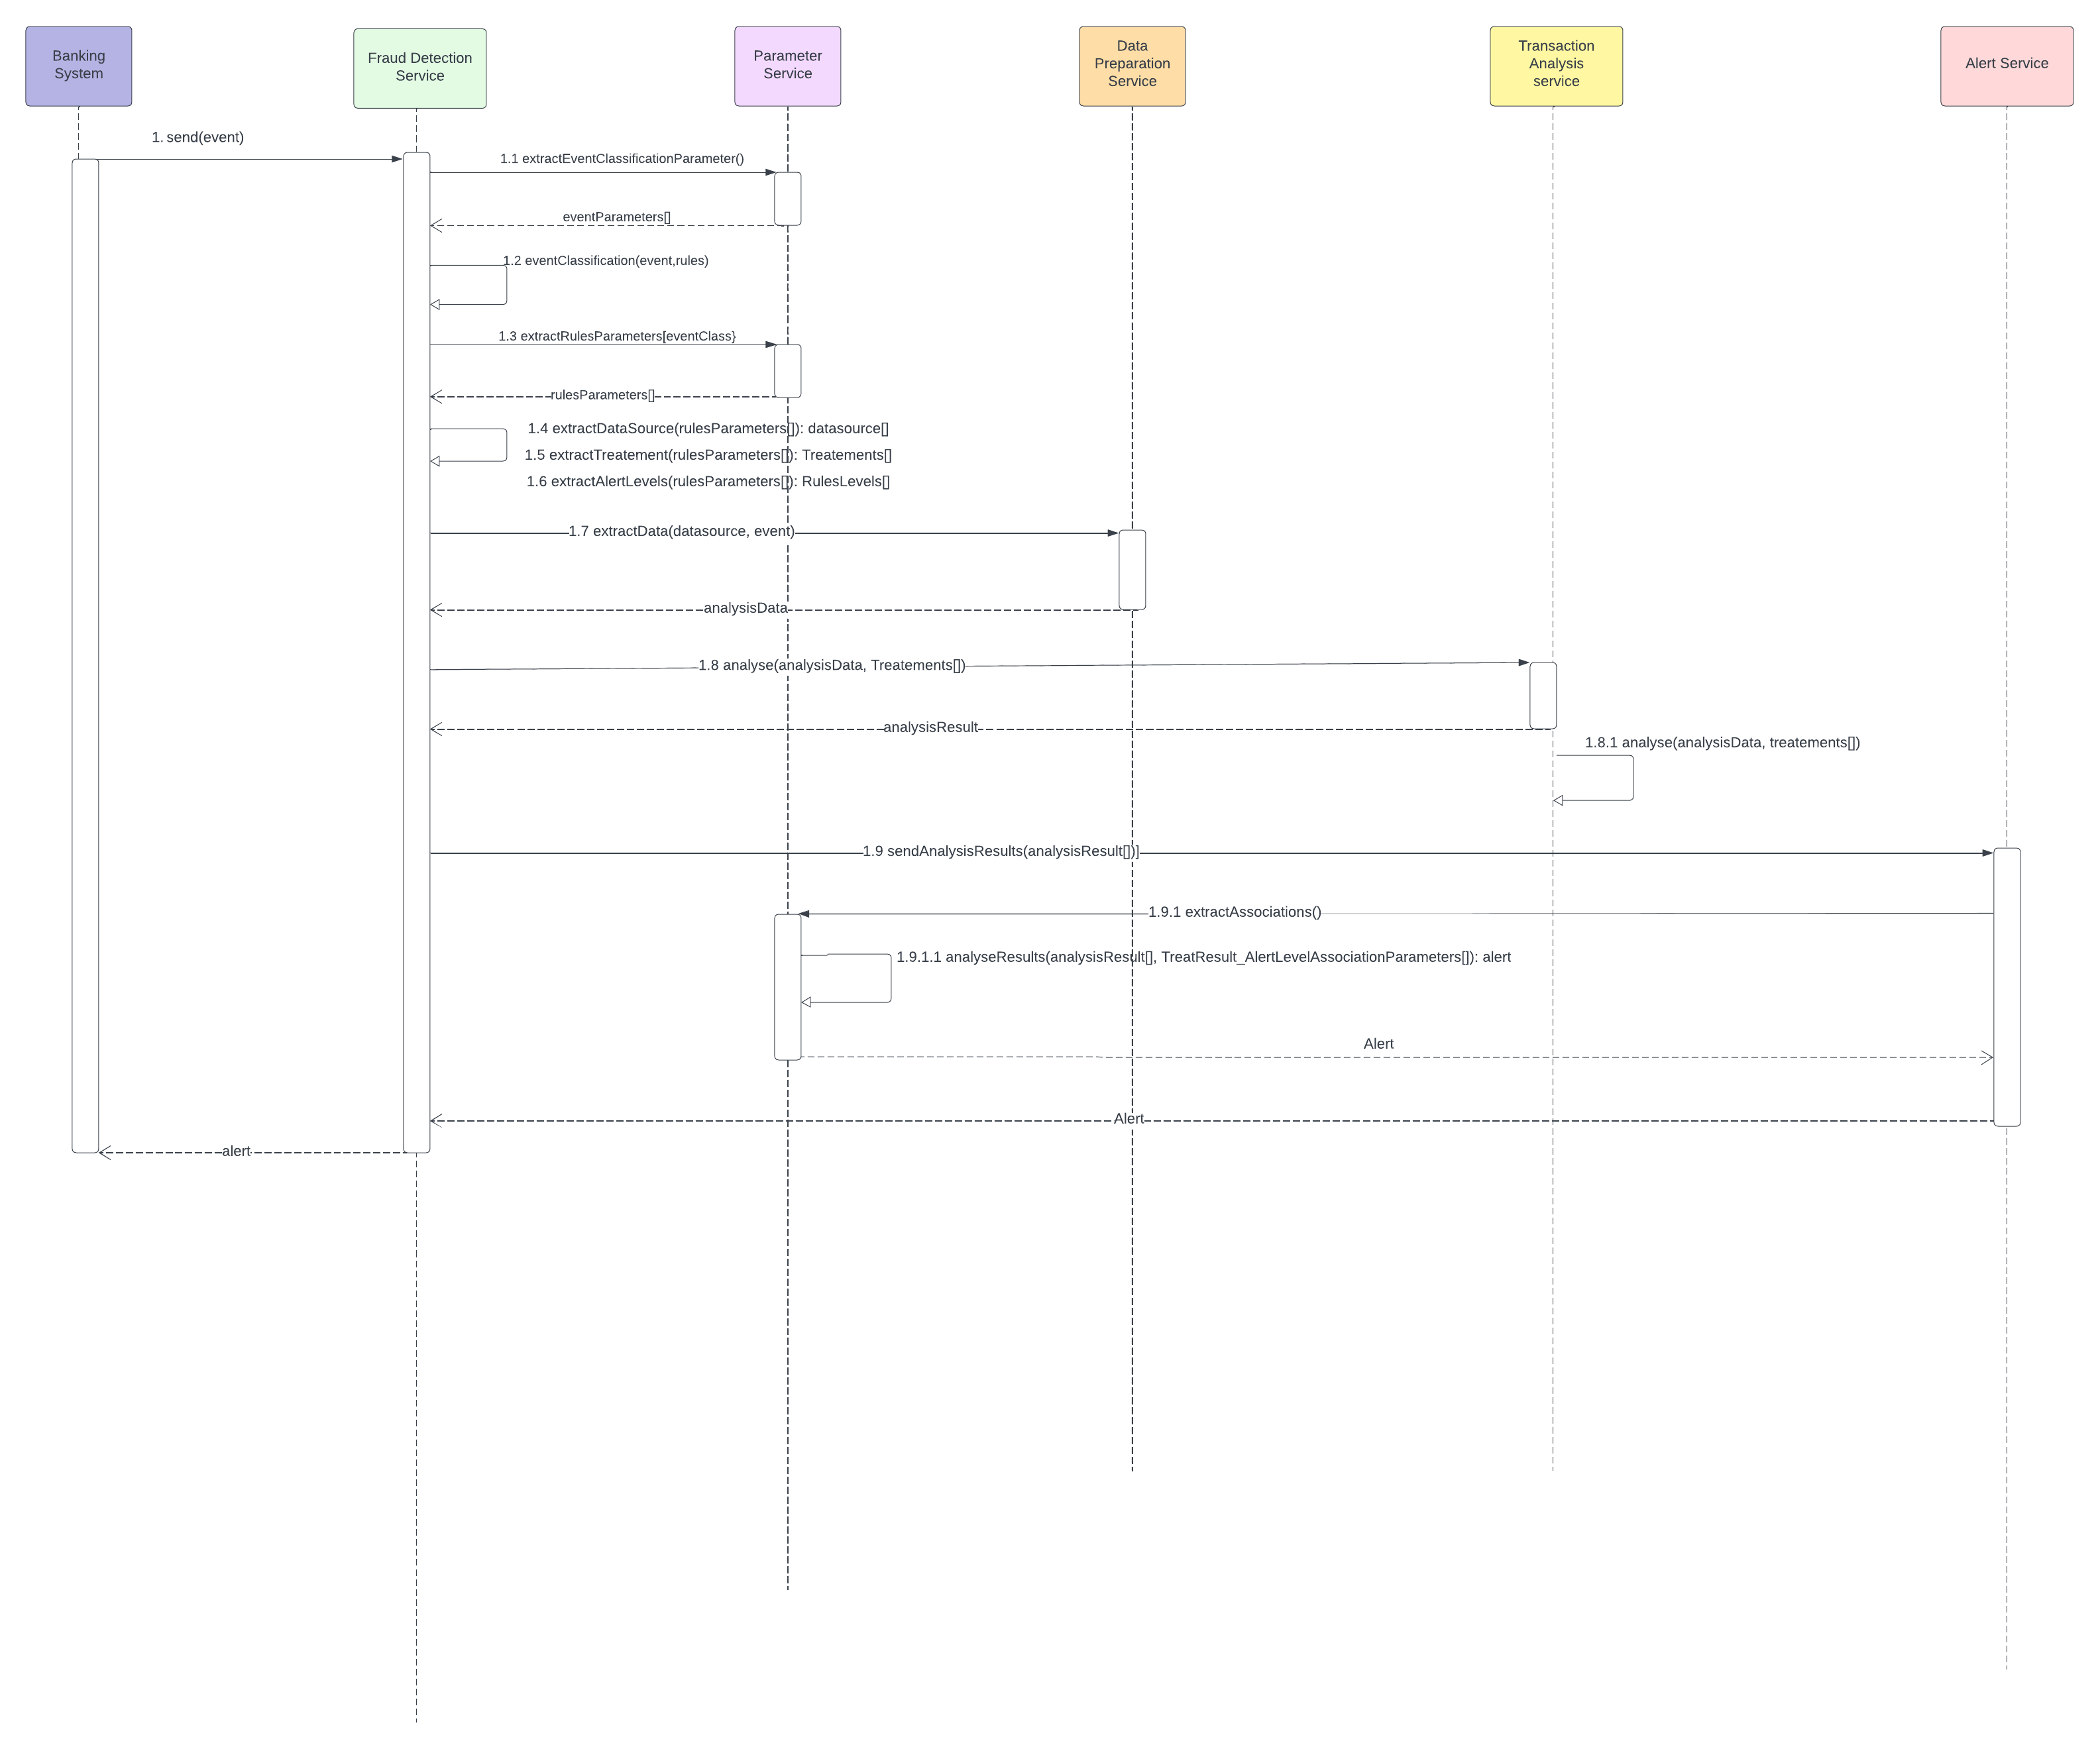 Banking
System
Fraud Detection
Service
Parameter
Service
Data
Preparation
Service
Transaction
Analysis
service
Alert Service
1. send(event)
1.1 extractEventClassificationParameter()
eventParameters[]
1.2 eventClassification(event,rules)
1.3 extractRulesParameters[eventClass}
rulesParameters[]
1.4 extractDataSource(rulesParameters[]): datasource[]
1.5 extractTreatement(rulesParameters[]): Treatements[]
1.6 extractAlertLevels(rulesParameters[]): RulesLevels[]
1.7 extractData(datasource, event)
analysisData
1.8 analyse(analysisData, Treatements[])
analysisResult
1.8.1 analyse(analysisData, treatements[])
1.9 sendAnalysisResults(analysisResult[])]
1.9.1 extractAssociations()
1.9.1.1 analyseResults(analysisResult[], TreatResult_AlertLevelAssociationParameters[]): alert
Alert
Alert
alert